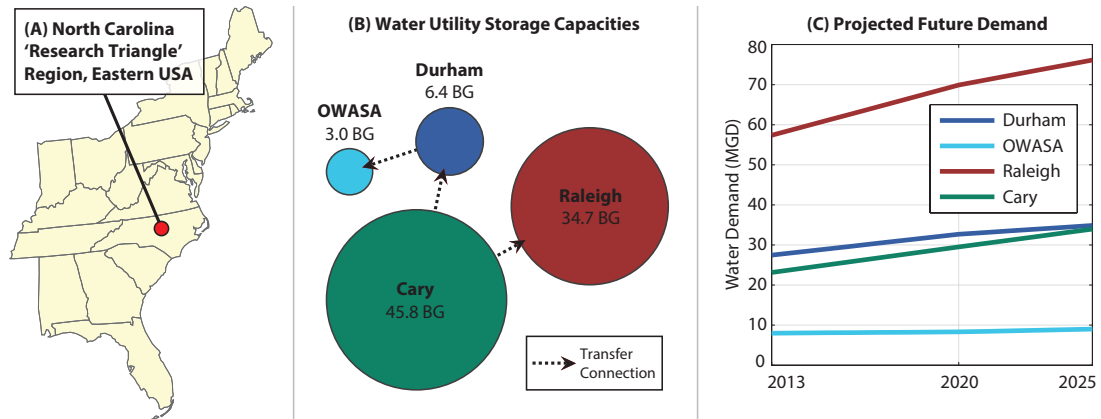 (A) North Carolina
‘Research Triangle’
Region, Eastern USA
(B) Water Utility Storage Capacities
Durham
6.4 BG
OWASA
3.0 BG
Raleigh
34.7 BG
Cary
45.8 BG
Transfer
Connection
(C) Projected Future Demand
Water Demand (MGD)
80
70
60
50
40
30
20
10
0
2013
2020
2025
Durham
OWASA
Raleigh
Cary